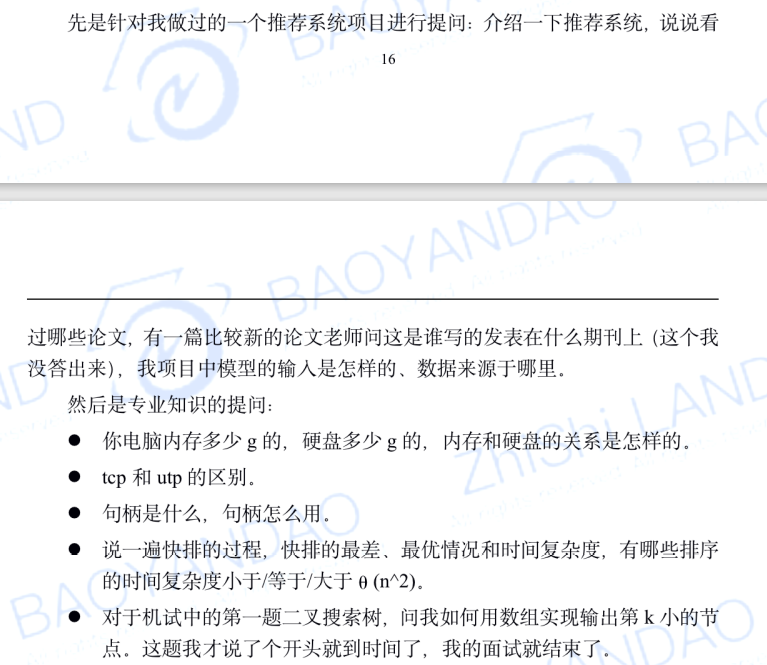 先是针对我做过的一个推荐系统项目进行提问：介绍一下推荐系统，说说看
16
过哪些论文，有一篇比较新的论文老师问这是谁写的发表在什么期刊上（这个我
没答出来），我项目中模型的输入是怎样的、数据来源于哪里。
然后是专业知识的提问：
● 你电脑内存多少 g 的，硬盘多少 g 的，内存和硬盘的关系是怎样的。
● tcp 和 utp 的区别。
● 句柄是什么，句柄怎么用。
● 说一遍快排的过程，快排的最差、最优情况和时间复杂度，有哪些排序
的时间复杂度小于/等于/大于 θ (n^2)。
● 对于机试中的第一题二叉搜索树，问我如何用数组实现输出第 k 小的节
点。这题我才说了个开头就到时间了，我的面试就结束了。
BAOYANDAO
ZhiShi LAND
BAOYANDAO